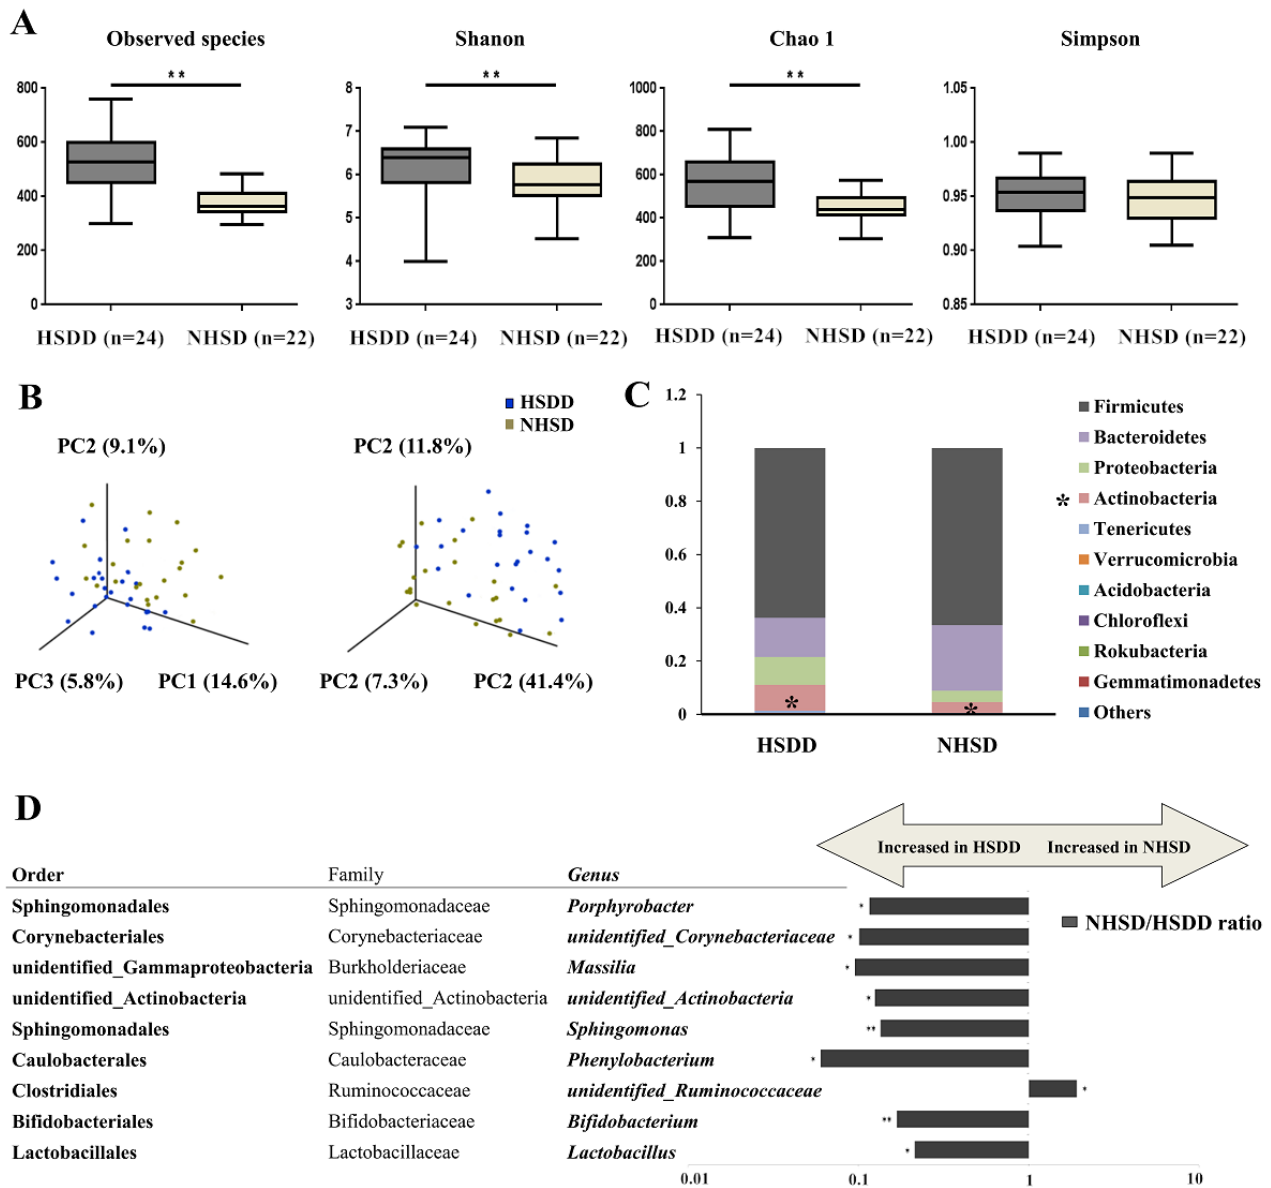 A
Observed species
Shanon
Chao 1
Simpson
**
**
**
800
600
400
200
0
HSDD (n=24)
NHSD (n=22)
8
7
6
5
4
3
HSDD (n=24)
NHSD (n=22)
1000
800
600
400
200
0
HSDD (n=24)
NHSD (n=22)
1.05
1.00
0.95
0.90
0.85
HSDD (n=24)
NHSD (n=22)
B
HSDD
NHSD
PC2 (9.1%)
PC3 (5.8%)
PC1 (14.6%)
PC2 (11.8%)
PC2 (7.3%)
PC2 (41.4%)
C
1.2
1
0.8
0.6
0.4
0.2
0
*
*
HSDD
NHSD
Firmicutes
Bacteroidetes
Proteobacteria
* Actinobacteria
Tenericutes
Verrucomicrobia
Acidobacteria
Chloroflexi
Rokubacteria
Gemmatimonadetes
Others
D
Increased in HSDD Increased in NHSD
Order Family Genus
Sphingomonadales Sphingomonadaceae Porphyrobacter *
Corynebacteriales Corynebacteriaceae unidentified_Corynebacteriaceae *
unidentified_Gammaproteobacteria Burkholderiaceae Massilia *
unidentified_Actinobacteria unidentified_Actinobacteria unidentified_Actinobacteria *
Sphingomonadales Sphingomonadaceae Sphingomonas **
Caulobacterales Caulobacteraceae Phenylobacterium *
Clostridiales Ruminococcaceae unidentified_Ruminococcaceae *
Bifidobacteriales Bifidobacteriaceae Bifidobacterium **
Lactobacillales Lactobacillaceae Lactobacillus *
NHSD/HSDD ratio
0.01 0.1 1 10